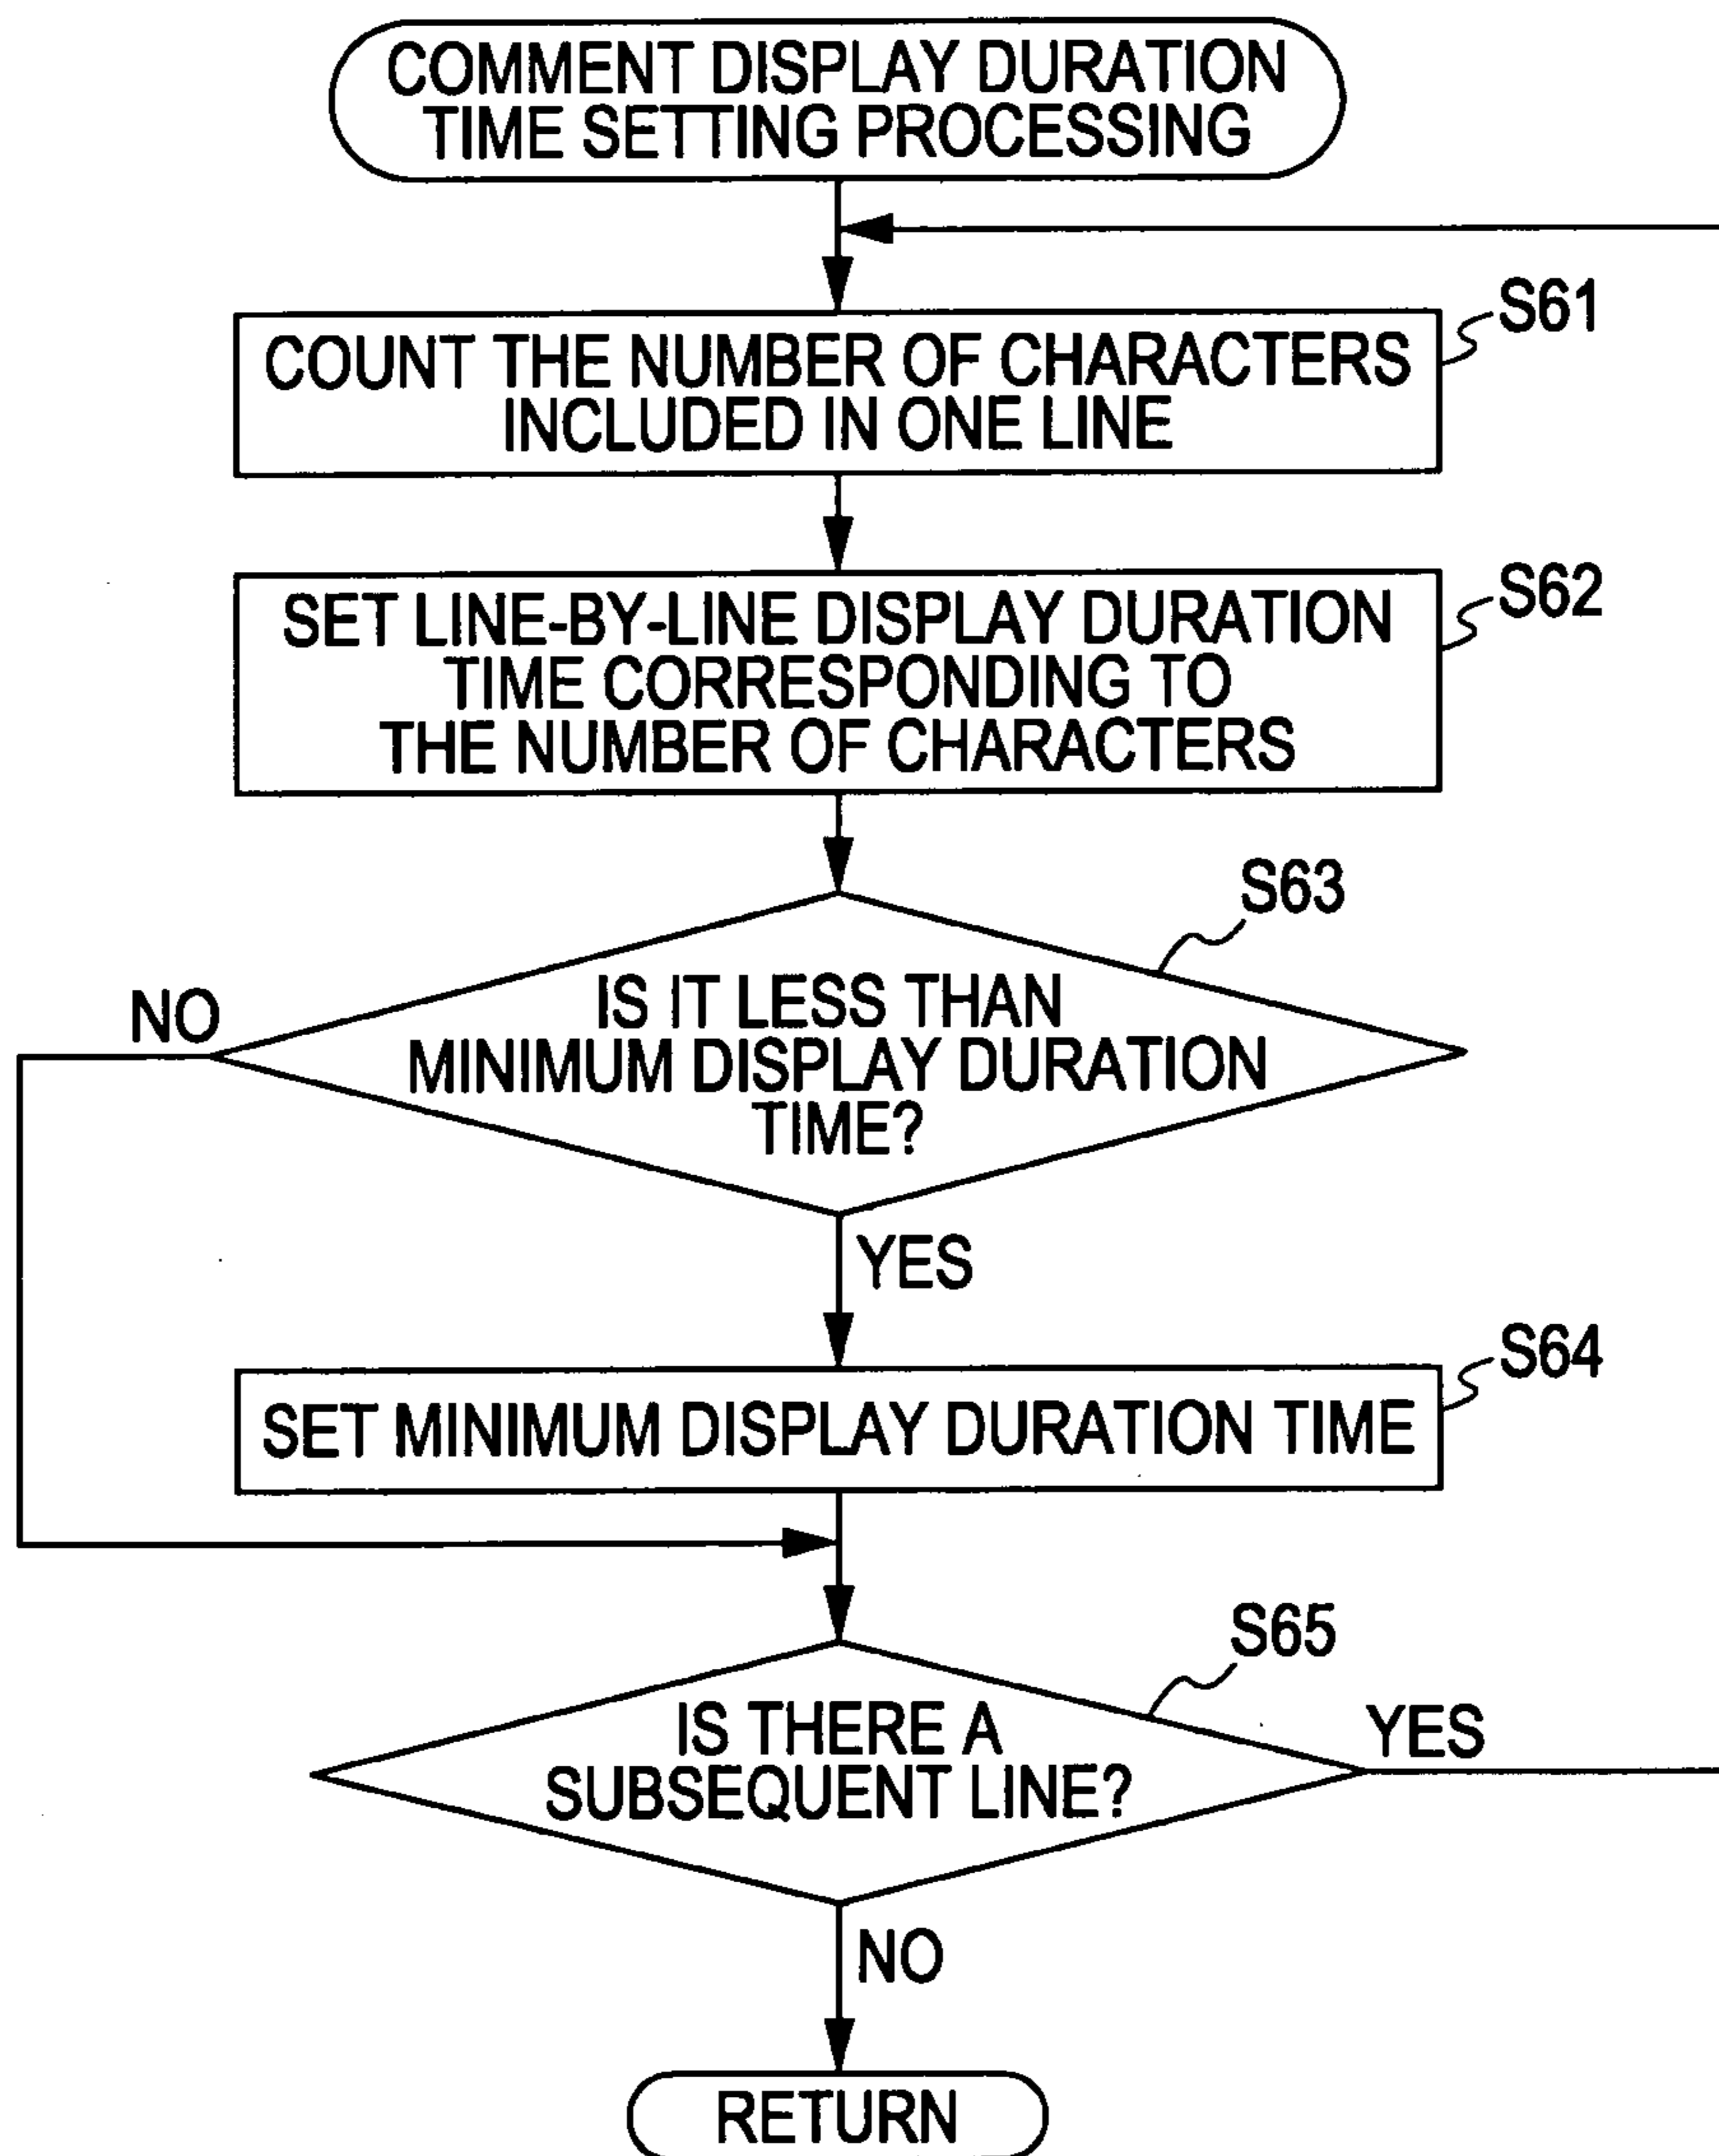 COMMENT DISPLAY DURATION
TIME SETTING PROCESSING
S61
COUNT THE NUMBER OF CHARACTERS
INCLUDED IN ONE LINE
S62
SET LINE-BY-LINE DISPLAY DURATION
TIME CORRESPONDING TO
THE NUMBER OF CHARACTERS
S63
NO
IS IT LESS THAN
MINIMUM DISPLAY DURATION
TIME?
YES
S64
SET MINIMUM DISPLAY DURATION TIME
S65
IS THERE A
SUBSEQUENT LINE?
YES
NO
RETURN